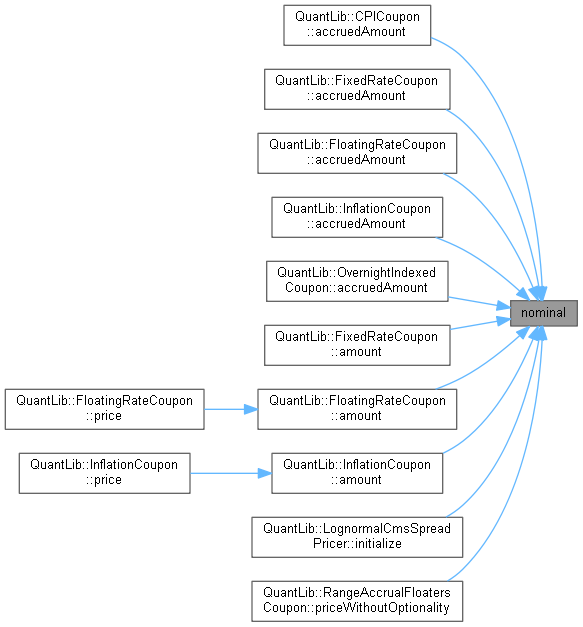 QuantLib::CPICoupon
::accruedAmount
QuantLib::FixedRateCoupon
::accruedAmount
QuantLib::FloatingRateCoupon
::accruedAmount
QuantLib::InflationCoupon
::accruedAmount
QuantLib::OvernightIndexed
Coupon::accruedAmount
nominal
QuantLib::FixedRateCoupon
::amount
QuantLib::FloatingRateCoupon
::price
QuantLib::FloatingRateCoupon
::amount
QuantLib::InflationCoupon
::price
QuantLib::InflationCoupon
::amount
QuantLib::LognormalCmsSpread
Pricer::initialize
QuantLib::RangeAccrualFloaters
Coupon::priceWithoutOptionality